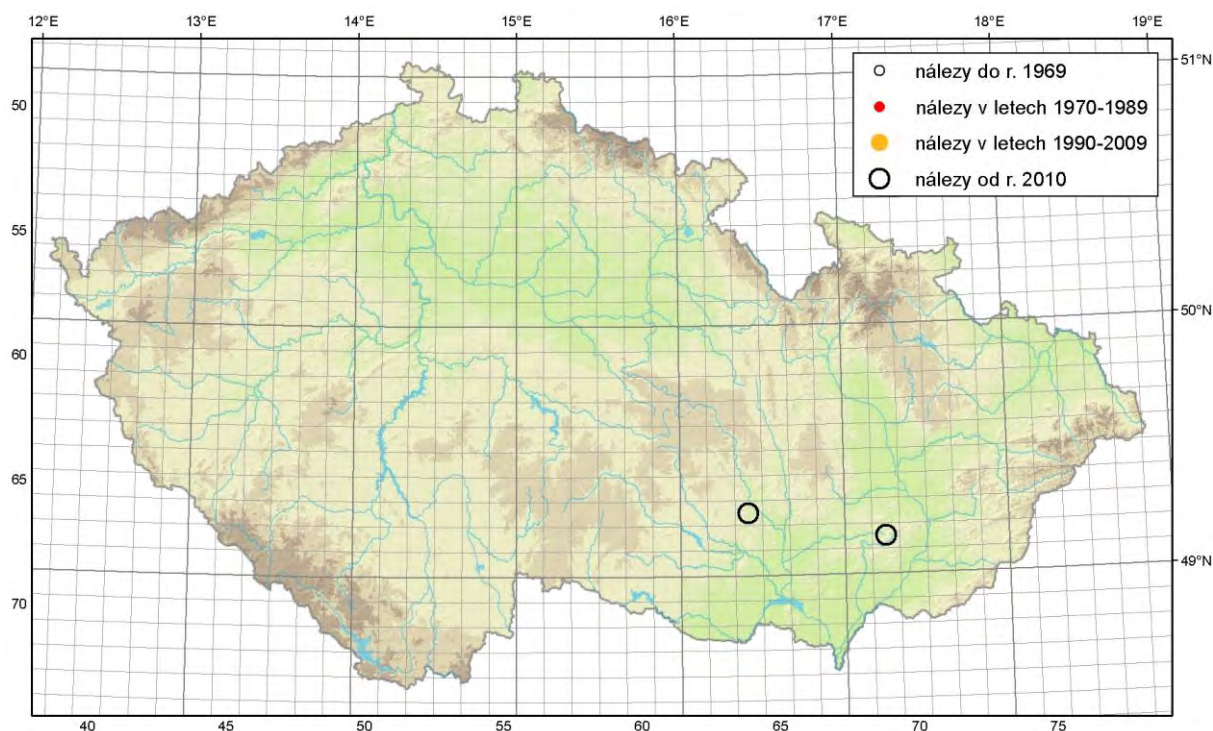 12°E 13°E 14°E 15°E 16°E 17°E 18°E 19°E
nálezy do r. 1969
nálezy v letech 1970-1989
nálezy v letech 1990-2009
nálezy od r. 2010
51°N
50
55
50°N
60
65
49°N
70
40 45 50 55 60 65 70 75